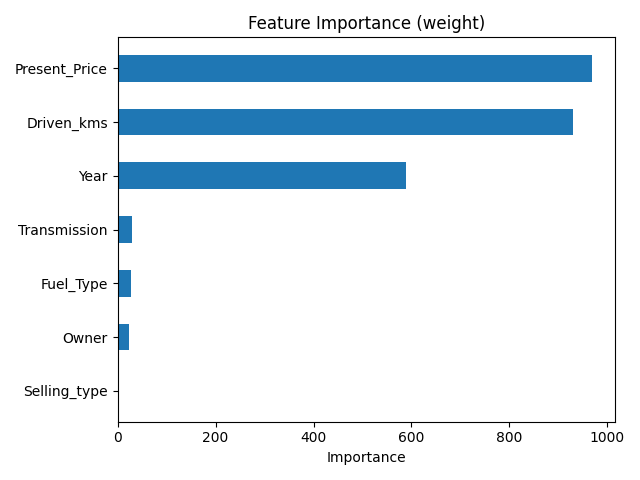 Feature Importance (weight)
Present_Price
Driven_kms
Year
Transmission
Fuel_Type
Owner
Selling_type
0 200 400 600 800 1000
Importance